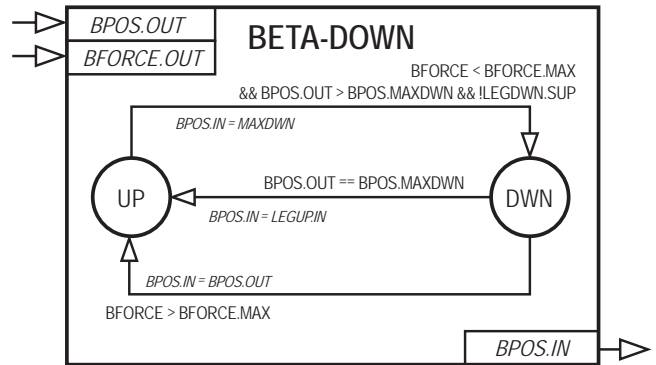 BPOS.OUT
BFORCE.OUT
BETA-DOWN
BFORCE < BFORCE.MAX
&& BPOS.OUT > BPOS.MAXDWN && !LEGDWN.SUP
BPOS.IN = MAXDWN
UP
BPOS.OUT == BPOS.MAXDWN
DWN
BPOS.IN = LEGUP.IN
BPOS.IN = BPOS.OUT
BFORCE > BFORCE.MAX
BPOS.IN